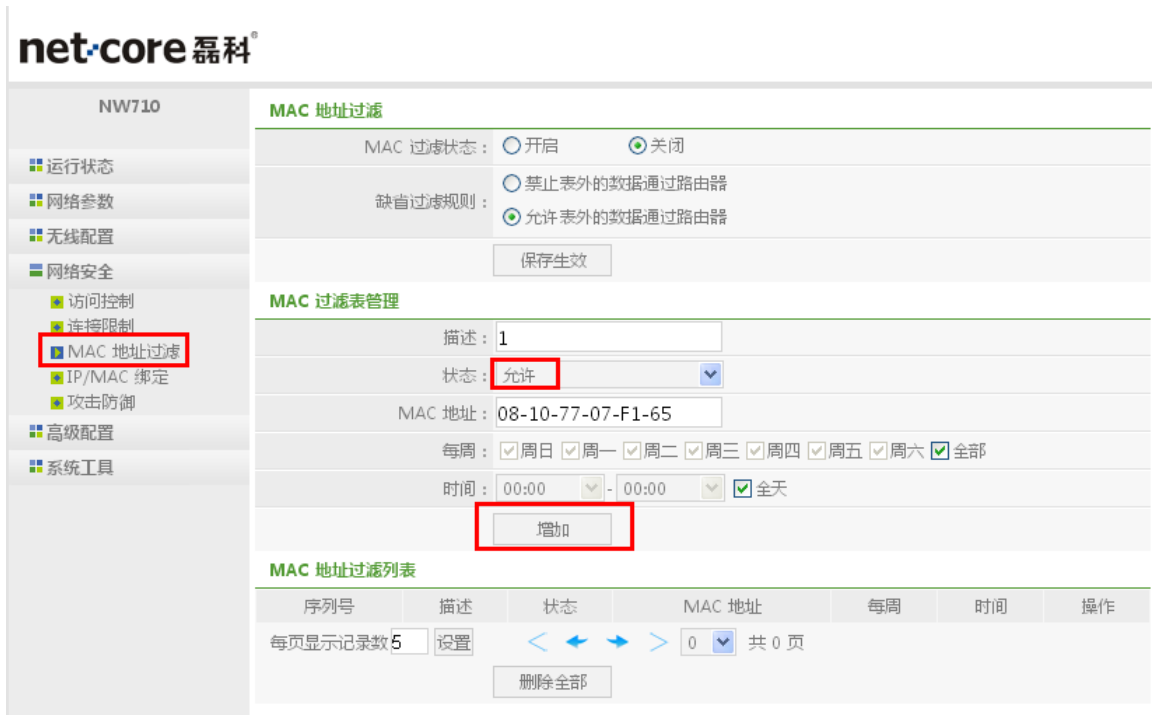 net·core 磊科®
NW710
运行状态
网络参数
无线配置
网络安全
访问控制
连接限制
MAC 地址过滤
IP/MAC 绑定
攻击防御
高级配置
系统工具
MAC 地址过滤
MAC 过滤状态： 开启 关闭
缺省过滤规则： 禁止表外的数据通过路由器
允许表外的数据通过路由器
保存生效
MAC 过滤表管理
描述： 1
状态： 允许
MAC 地址： 08-10-77-07-F1-65
每周： 周日 周一 周二 周三 周四 周五 周六 全部
时间： 00:00 - 00:00 全天
增加
MAC 地址过滤列表
序列号 描述 状态 MAC 地址 每周 时间 操作
每页显示记录数 5 设置 0 共 0 页
删除全部